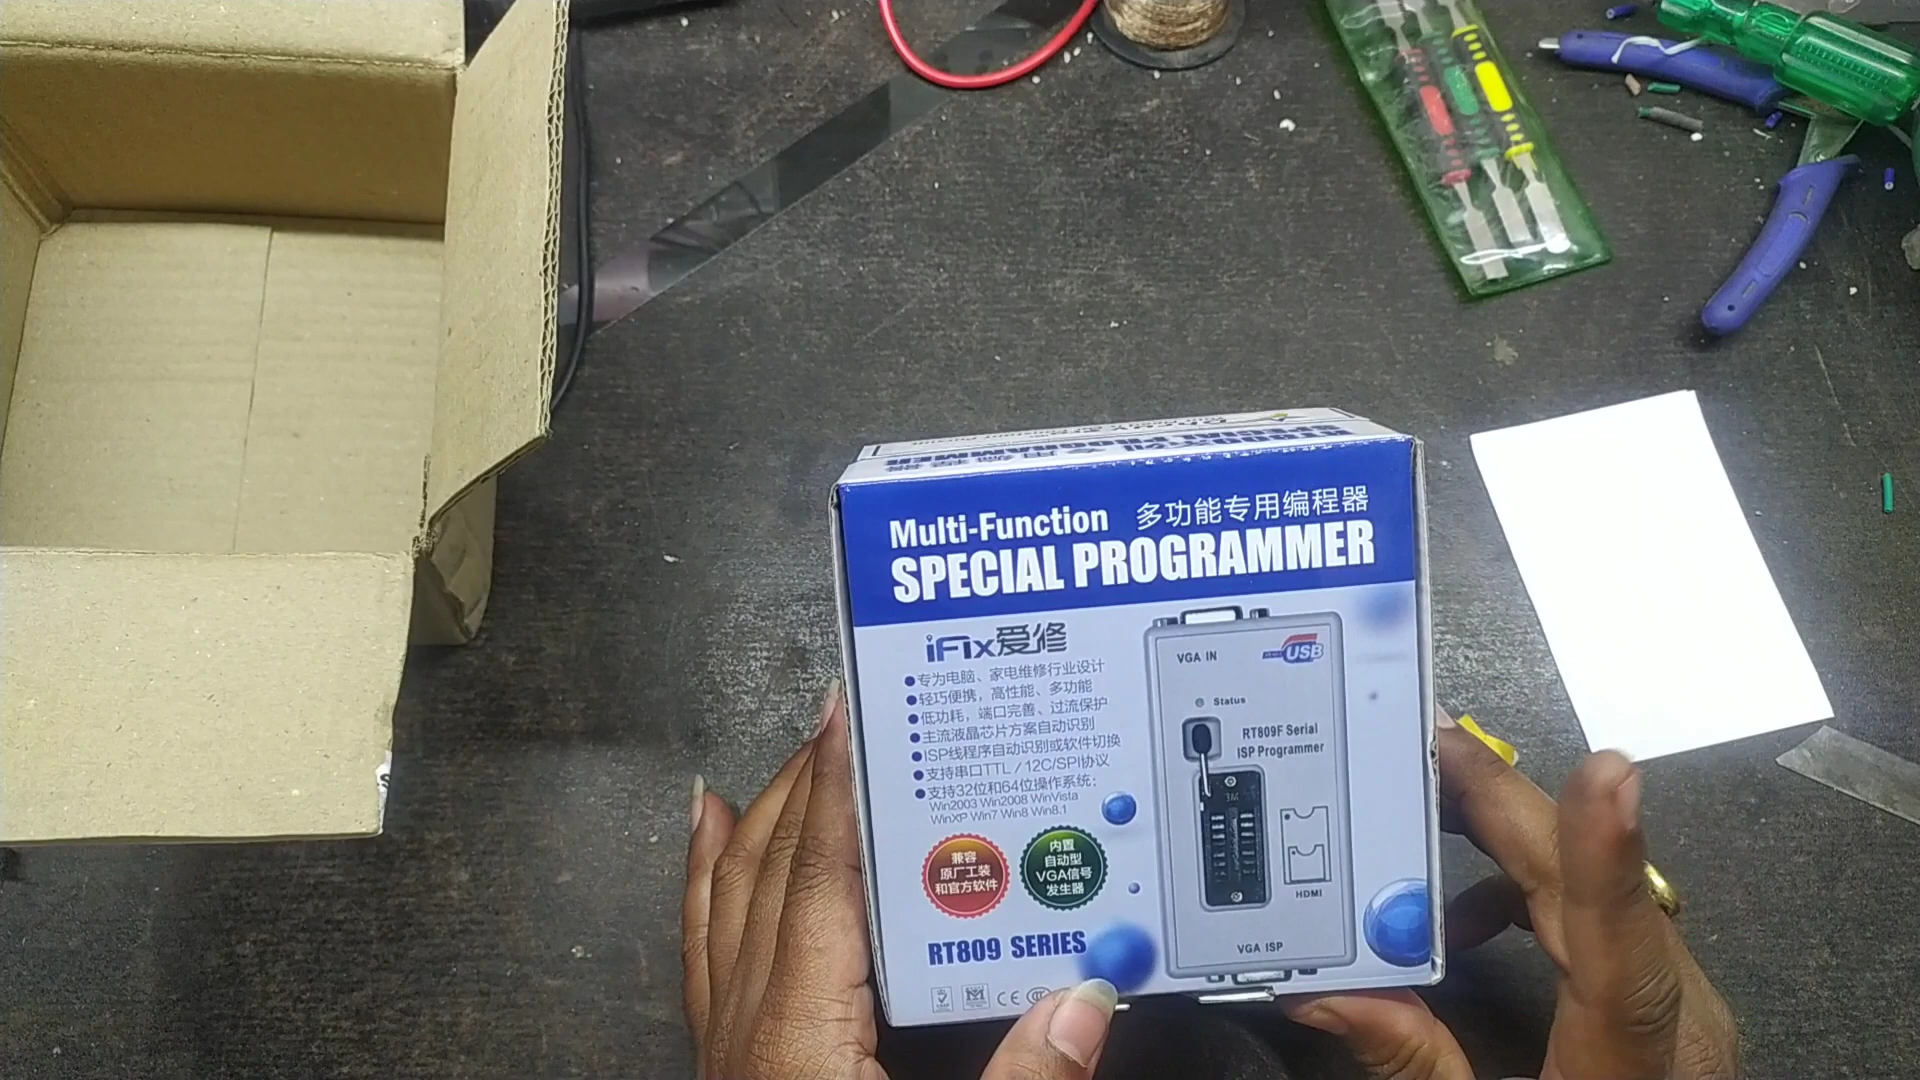 Multi-Function 多功能专用编程器
SPECIAL PROGRAMMER
iFix爱修
专为电脑、家电维修行业设计
轻巧便携，高性能、多功能
低功耗，端口完善、过流保护
主流液晶芯片方案自动识别
ISP线程序自动识别或软件切换
支持串口TTL / 12C/SPI协议
支持32位和64位操作系统:
Win2003 Win2008 WinVista
WinXP Win7 Win8 Win8.1
兼容
原厂工装
和官方软件
内置
自动型
VGA信号
发生器
RT809 SERIES
CE
VGA IN
USB
Status
RT809F Serial
ISP Programmer
HDMI
VGA ISP